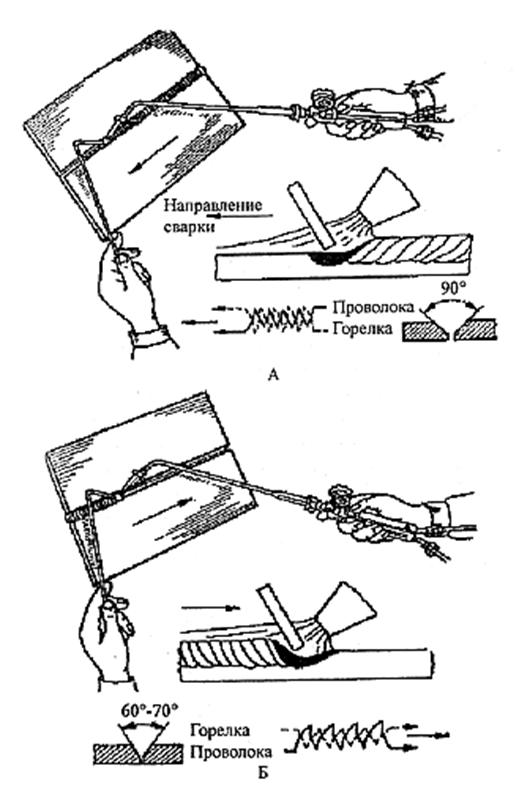 Направление
сварки
90°
Проволока
Горелка
А
60°-70°
Горелка
Проволока
Б